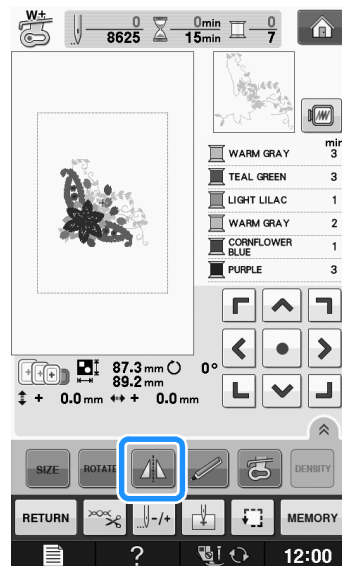 W+
0
8625
0min
15min
0
7
min
WARM GRAY 3
TEAL GREEN 3
LIGHT LILAC 1
WARM GRAY 2
CORNFLOWER
BLUE 1
PURPLE 3
87.3 mm 0°
89.2 mm
+ 0.0 mm + 0.0 mm
SIZE ROTATE DENSITY
RETURN -/+ MEMORY
? 12:00